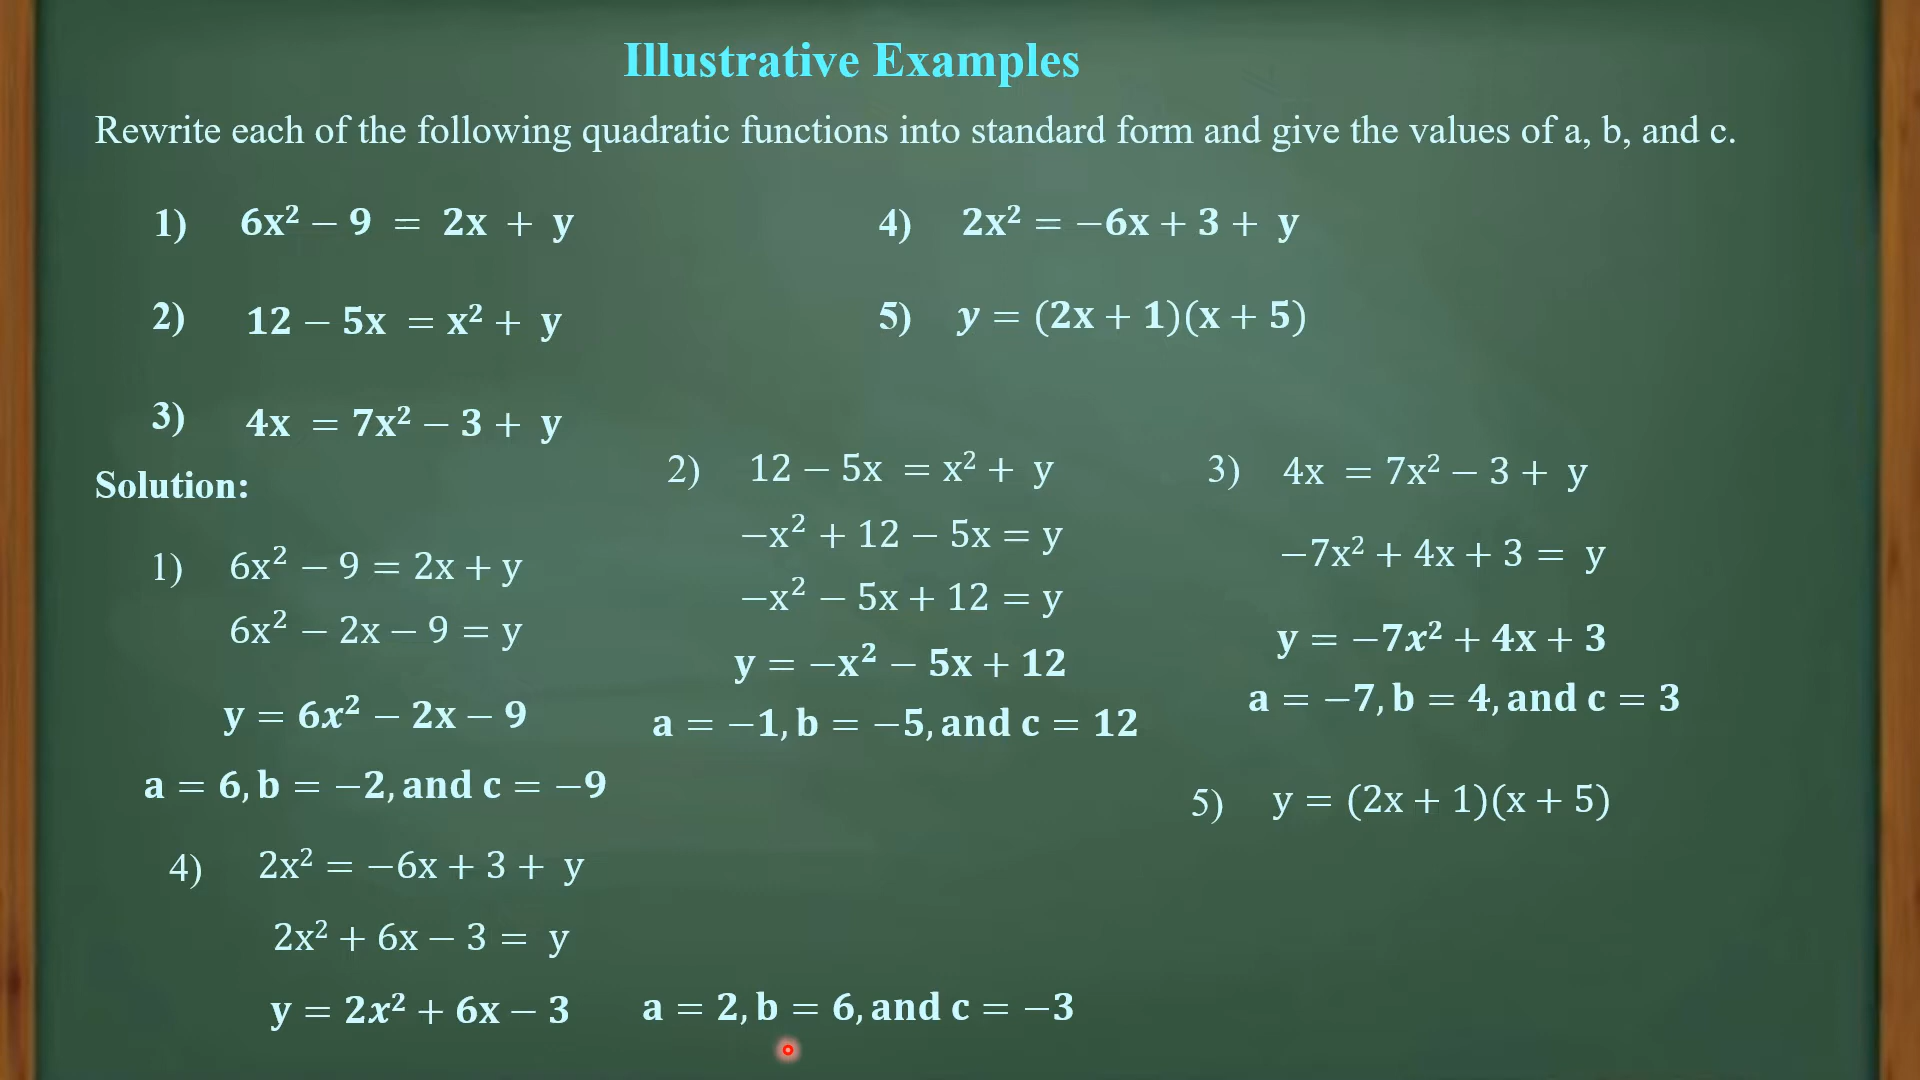 Illustrative Examples
Rewrite each of the following quadratic functions into standard form and give the values of a, b, and c.
1) 6x² − 9 = 2x + y
2) 12 − 5x = x² + y
3) 4x = 7x² − 3 + y
4) 2x² = −6x + 3 + y
5) y = (2x + 1)(x + 5)
Solution:
1) 6x² − 9 = 2x + y
6x² − 2x − 9 = y
y = 6x² − 2x − 9
a = 6, b = −2, and c = −9
2) 12 − 5x = x² + y
−x² + 12 − 5x = y
−x² − 5x + 12 = y
y = −x² − 5x + 12
a = −1, b = −5, and c = 12
3) 4x = 7x² − 3 + y
−7x² + 4x + 3 = y
y = −7x² + 4x + 3
a = −7, b = 4, and c = 3
4) 2x² = −6x + 3 + y
2x² + 6x − 3 = y
y = 2x² + 6x − 3
a = 2, b = 6, and c = −3
5) y = (2x + 1)(x + 5)